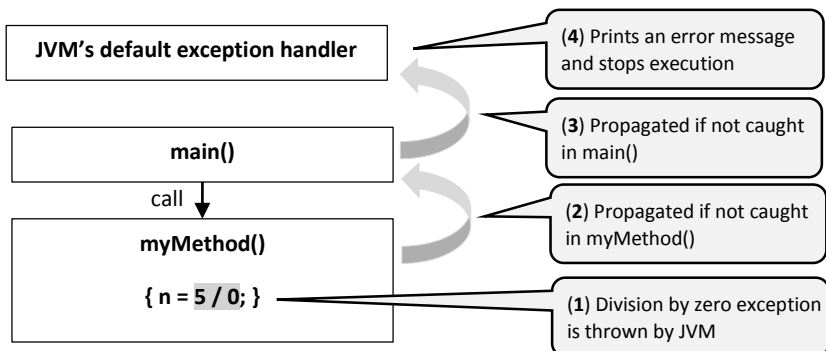 JVM's default exception handler
(4) Prints an error message
and stops execution
(3) Propagated if not caught
in main()
main()
call
(2) Propagated if not caught
in myMethod()
myMethod()
{ n = 5 / 0; }
(1) Division by zero exception
is thrown by JVM